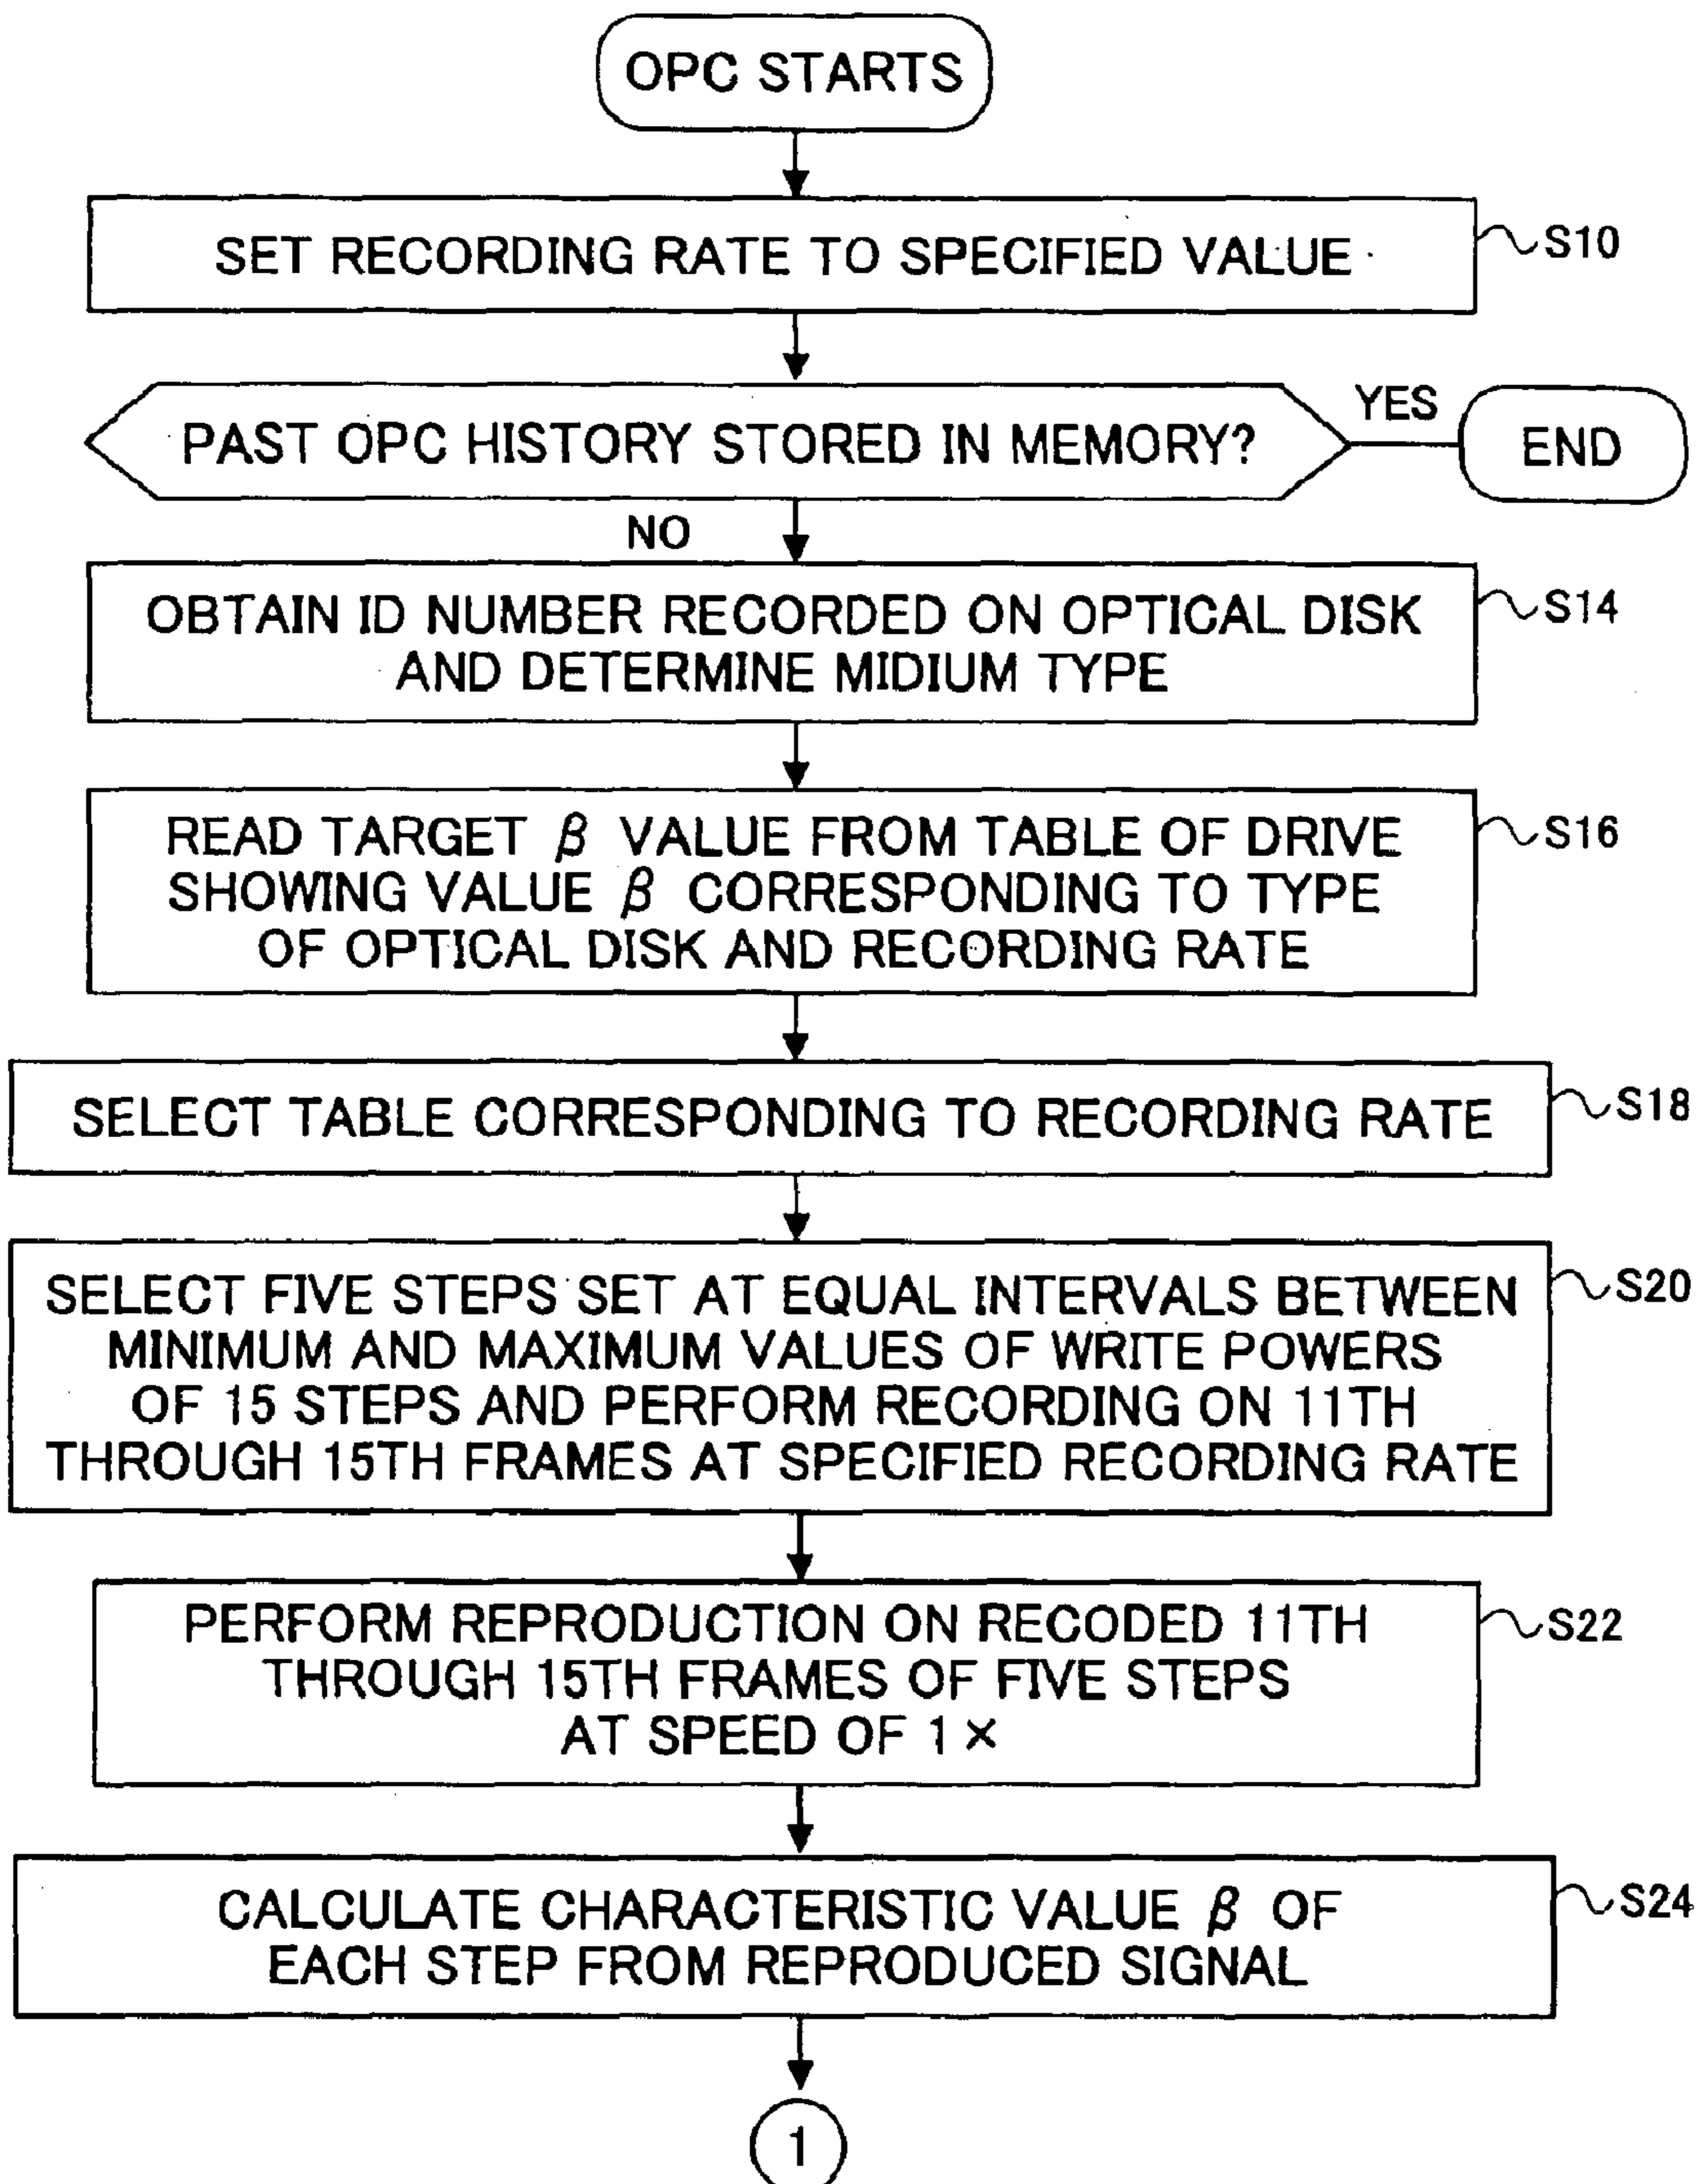 OPC STARTS
SET RECORDING RATE TO SPECIFIED VALUE
S10
PAST OPC HISTORY STORED IN MEMORY?
YES
END
NO
OBTAIN ID NUMBER RECORDED ON OPTICAL DISK
AND DETERMINE MIDIUM TYPE
S14
READ TARGET β VALUE FROM TABLE OF DRIVE
SHOWING VALUE β CORRESPONDING TO TYPE
OF OPTICAL DISK AND RECORDING RATE
S16
SELECT TABLE CORRESPONDING TO RECORDING RATE
S18
SELECT FIVE STEPS SET AT EQUAL INTERVALS BETWEEN
MINIMUM AND MAXIMUM VALUES OF WRITE POWERS
OF 15 STEPS AND PERFORM RECORDING ON 11TH
THROUGH 15TH FRAMES AT SPECIFIED RECORDING RATE
S20
PERFORM REPRODUCTION ON RECODED 11TH
THROUGH 15TH FRAMES OF FIVE STEPS
AT SPEED OF 1×
S22
CALCULATE CHARACTERISTIC VALUE β OF
EACH STEP FROM REPRODUCED SIGNAL
S24
1